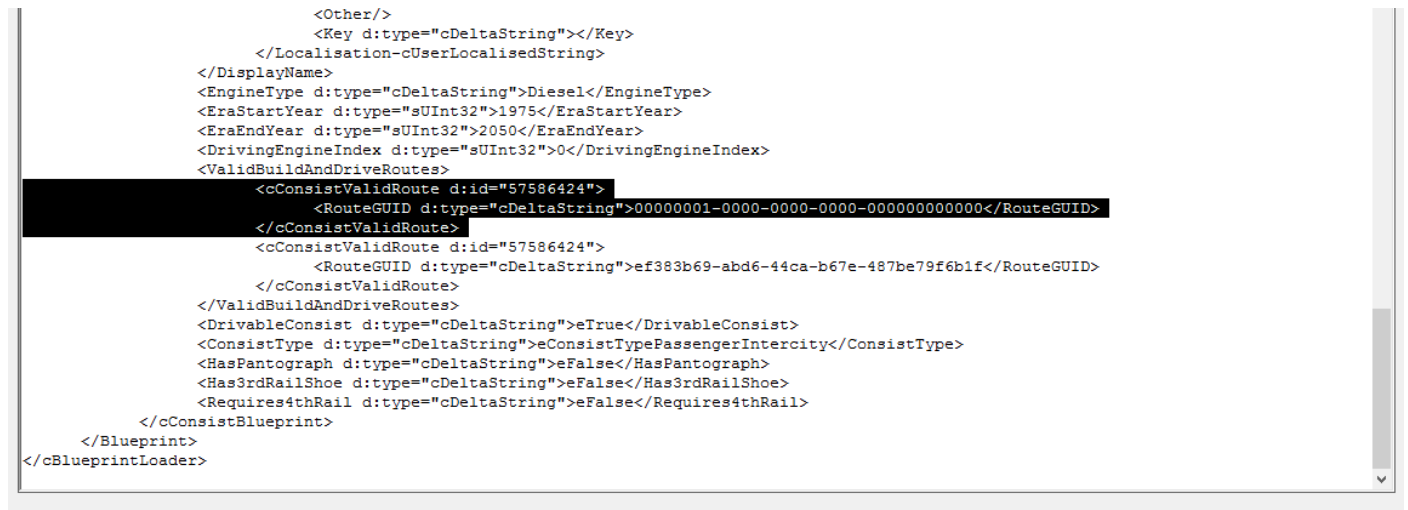 <Other/>
<Key d:type="cDeltaString"></Key>
</Localisation-cUserLocalisedString>
</DisplayName>
<EngineType d:type="cDeltaString">Diesel</EngineType>
<EraStartYear d:type="sUInt32">1975</EraStartYear>
<EraEndYear d:type="sUInt32">2050</EraEndYear>
<DrivingEngineIndex d:type="sUInt32">0</DrivingEngineIndex>
<ValidBuildAndDriveRoutes>
<cConsistValidRoute d:id="57586424">
<RouteGUID d:type="cDeltaString">00000001-0000-0000-0000-000000000000</RouteGUID>
</cConsistValidRoute>
<cConsistValidRoute d:id="57586424">
<RouteGUID d:type="cDeltaString">ef383b69-abd6-44ca-b67e-487be79f6b1f</RouteGUID>
</cConsistValidRoute>
</ValidBuildAndDriveRoutes>
<DrivableConsist d:type="cDeltaString">eTrue</DrivableConsist>
<ConsistType d:type="cDeltaString">eConsistTypePassengerIntercity</ConsistType>
<HasPantograph d:type="cDeltaString">eFalse</HasPantograph>
<Has3rdRailShoe d:type="cDeltaString">eFalse</Has3rdRailShoe>
<Requires4thRail d:type="cDeltaString">eFalse</Requires4thRail>
</cConsistBlueprint>
</Blueprint>
</cBlueprintLoader>